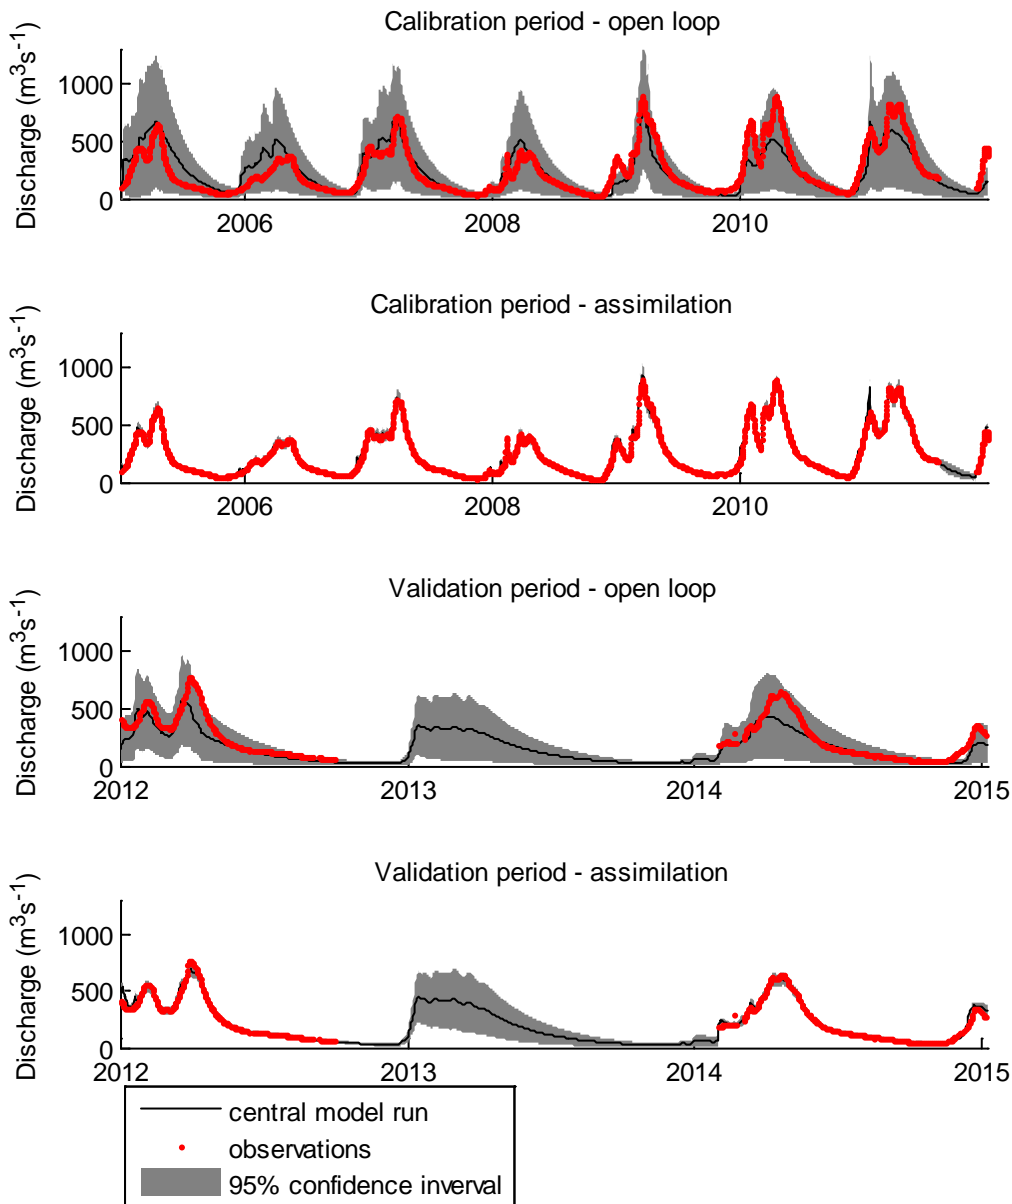 Calibration period - open loop
Discharge (m³s⁻¹)
1000
500
0
2006
2008
2010
Calibration period - assimilation
Discharge (m³s⁻¹)
1000
500
0
2006
2008
2010
Validation period - open loop
Discharge (m³s⁻¹)
1000
500
0
2012
2013
2014
2015
Validation period - assimilation
Discharge (m³s⁻¹)
1000
500
0
2012
2013
2014
2015
central model run
observations
95% confidence inverval